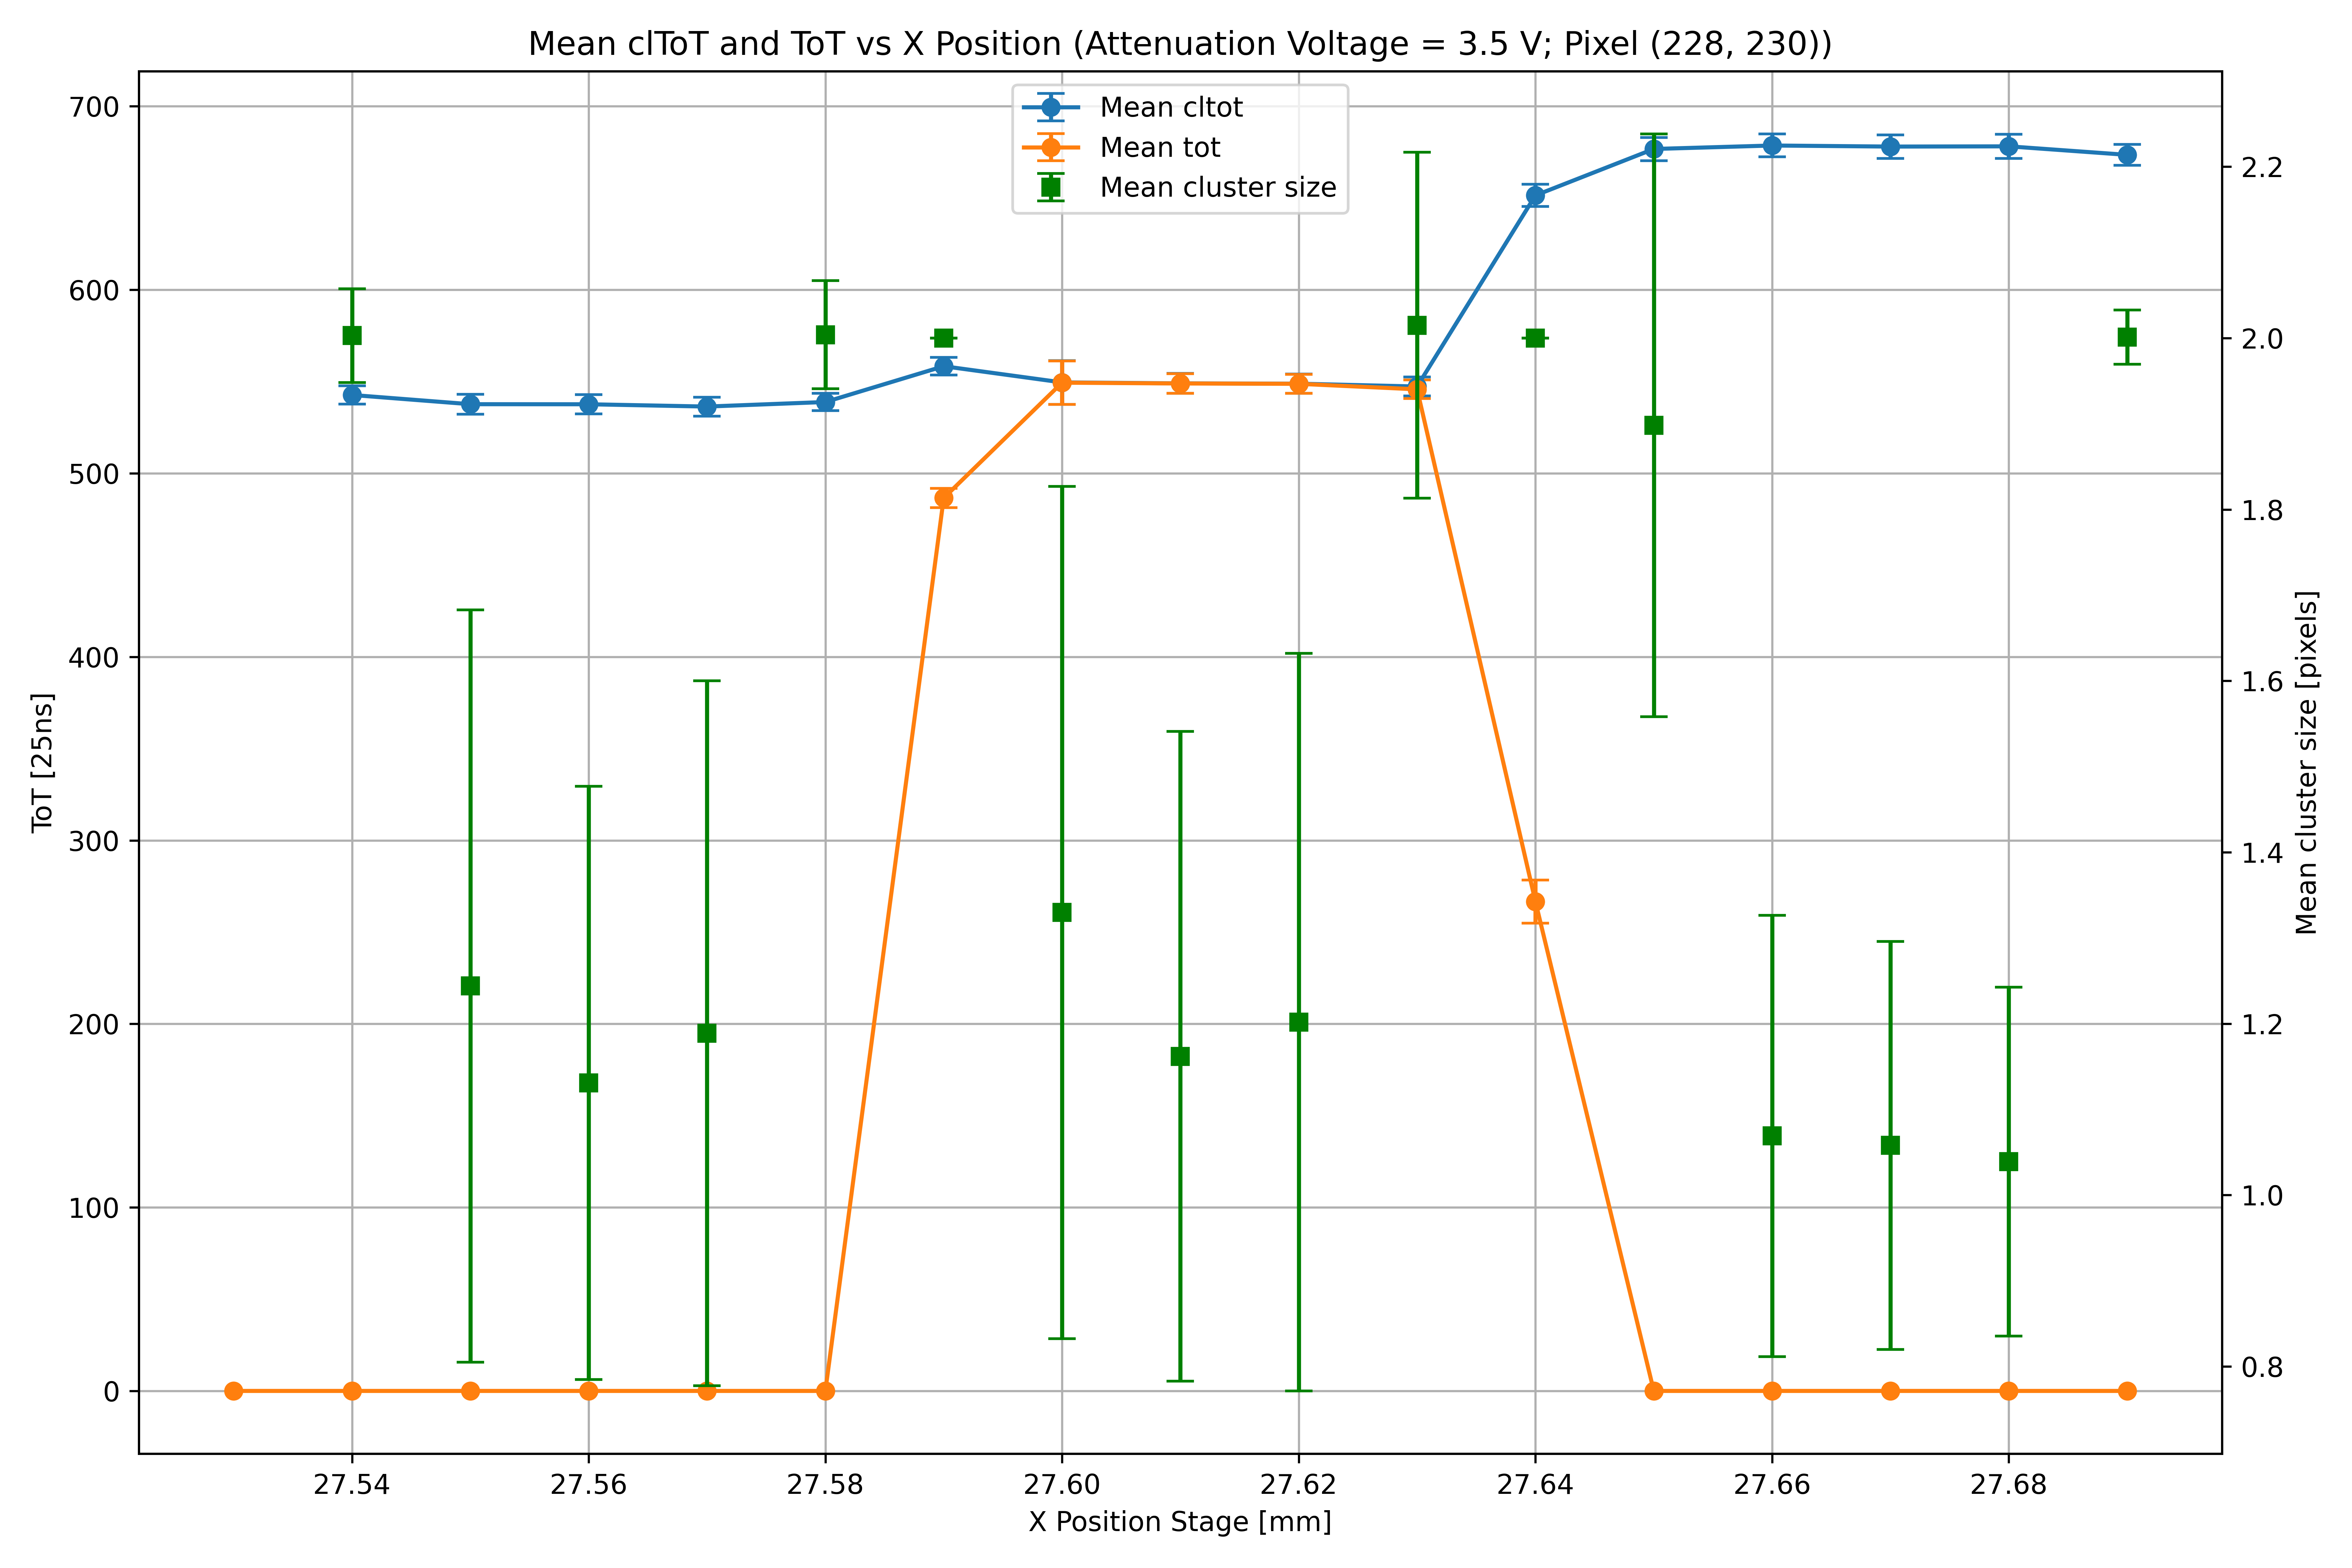 Mean clToT and ToT vs X Position (Attenuation Voltage = 3.5 V; Pixel (228, 230))
Mean cltot
Mean tot
Mean cluster size
700
600
500
400
300
200
100
0
ToT [25ns]
2.2
2.0
1.8
1.6
1.4
1.2
1.0
0.8
Mean cluster size [pixels]
27.54 27.56 27.58 27.60 27.62 27.64 27.66 27.68
X Position Stage [mm]